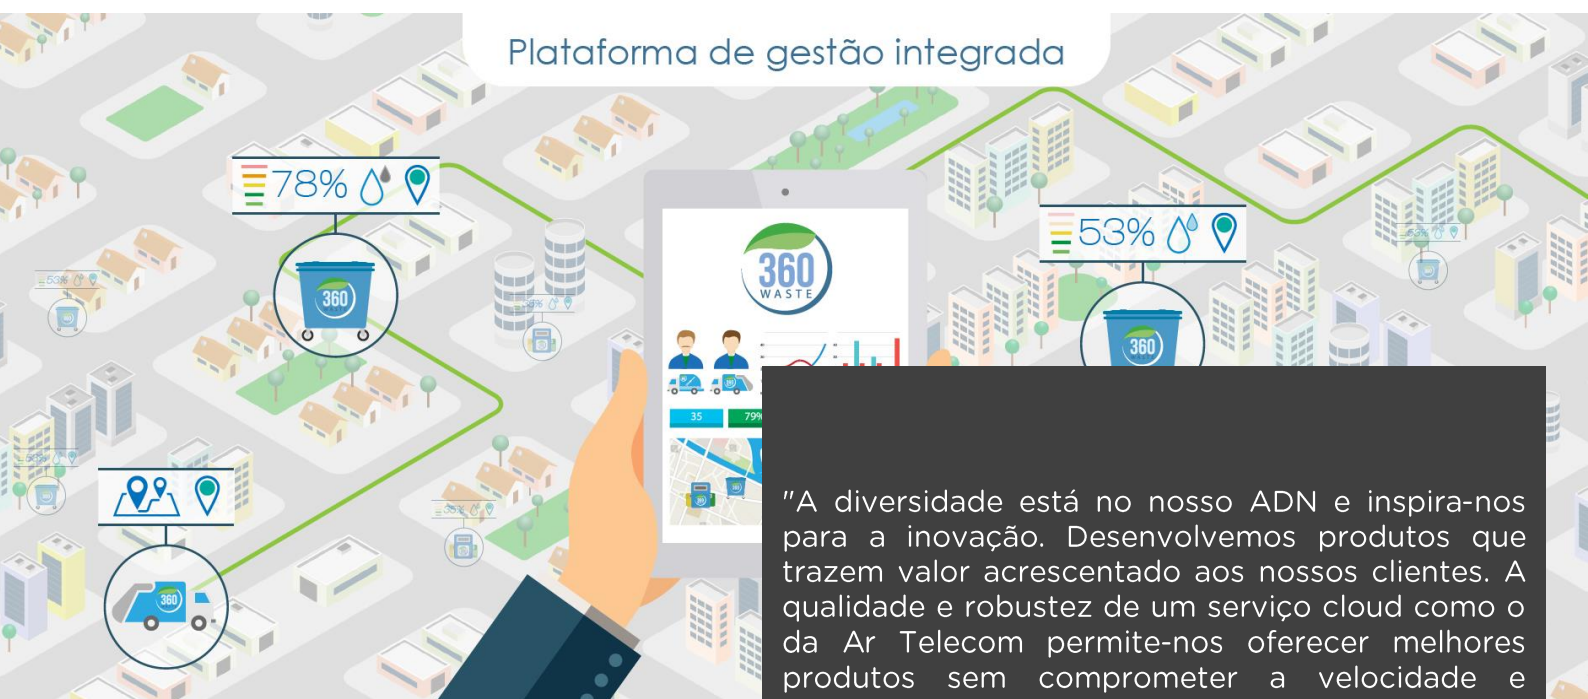 Plataforma de gestão integrada
78%
53%
360
WASTE
360
WASTE
360
35
79%
360
"A diversidade está no nosso ADN e inspira-nos
para a inovação. Desenvolvemos produtos que
trazem valor acrescentado aos nossos clientes. A
qualidade e robustez de um serviço cloud como o
da Ar Telecom permite-nos oferecer melhores
produtos sem comprometer a velocidade e